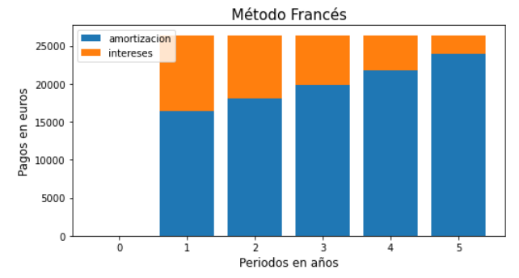 Método Francés
amortizacion
intereses
25000
20000
15000
10000
5000
0
Pagos en euros
0 1 2 3 4 5
Periodos en años